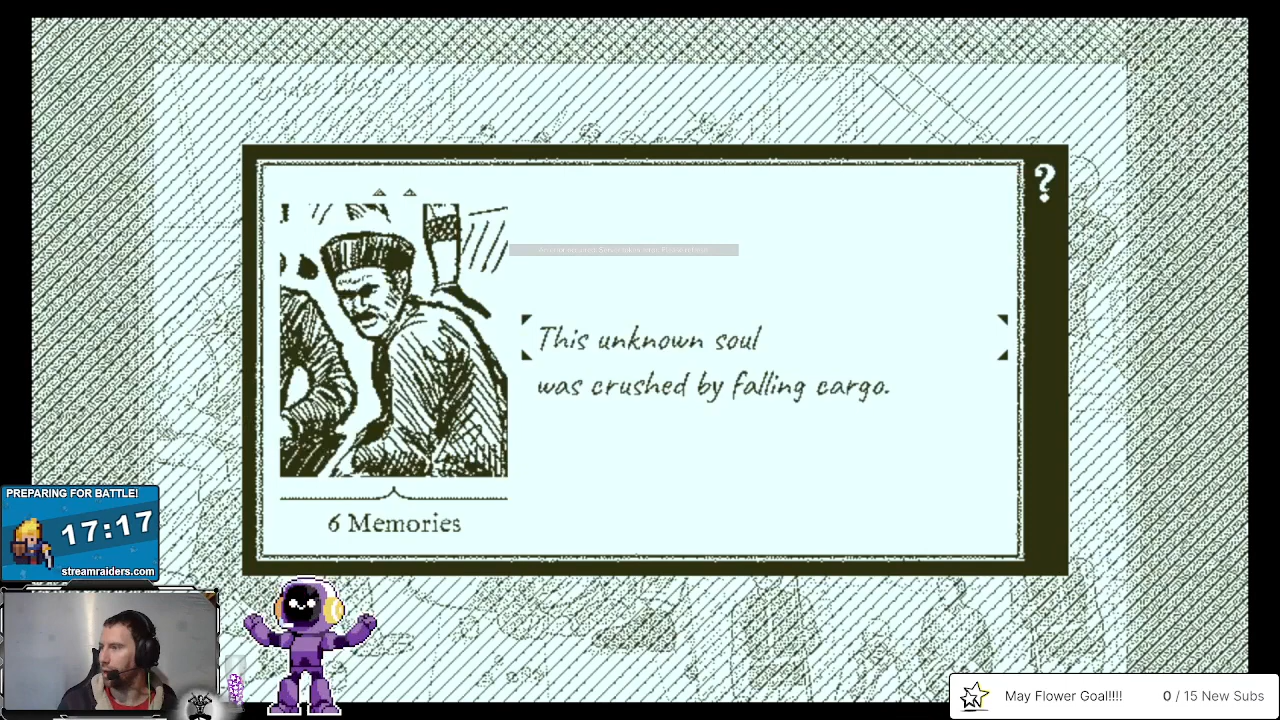 This unknown soul
was crushed by falling cargo.
6 Memories
?
PREPARING FOR BATTLE!
17:17
streamraiders.com
May Flower Goal!!!! 0 / 15 New Subs